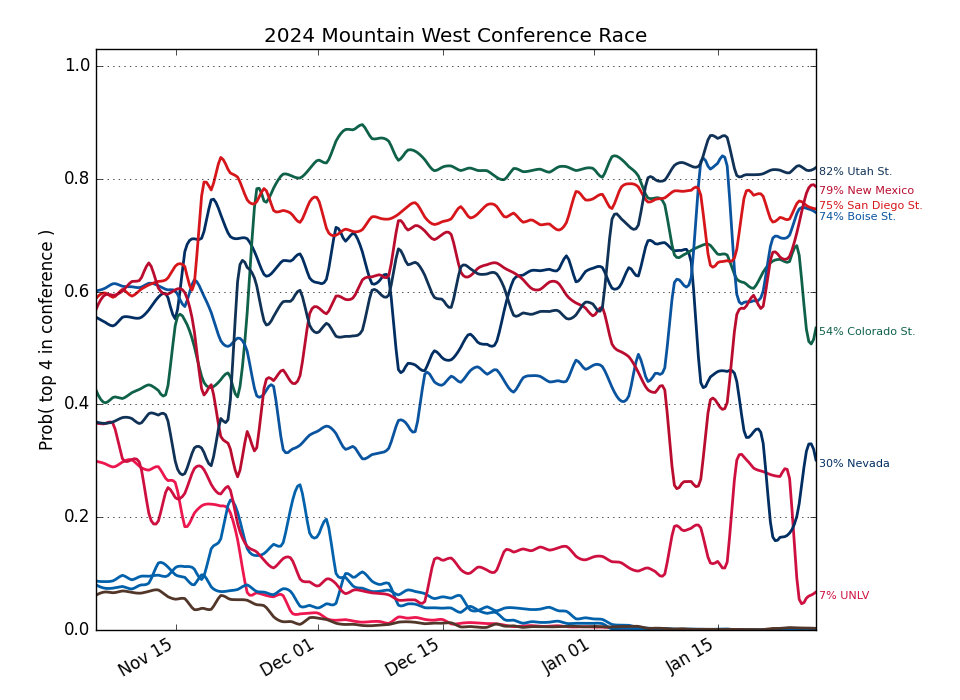 2024 Mountain West Conference Race
Prob( top 4 in conference )
1.0
0.8
0.6
0.4
0.2
0.0
Nov 15
Dec 01
Dec 15
Jan 01
Jan 15
82% Utah St.
79% New Mexico
75% San Diego St.
74% Boise St.
54% Colorado St.
30% Nevada
7% UNLV